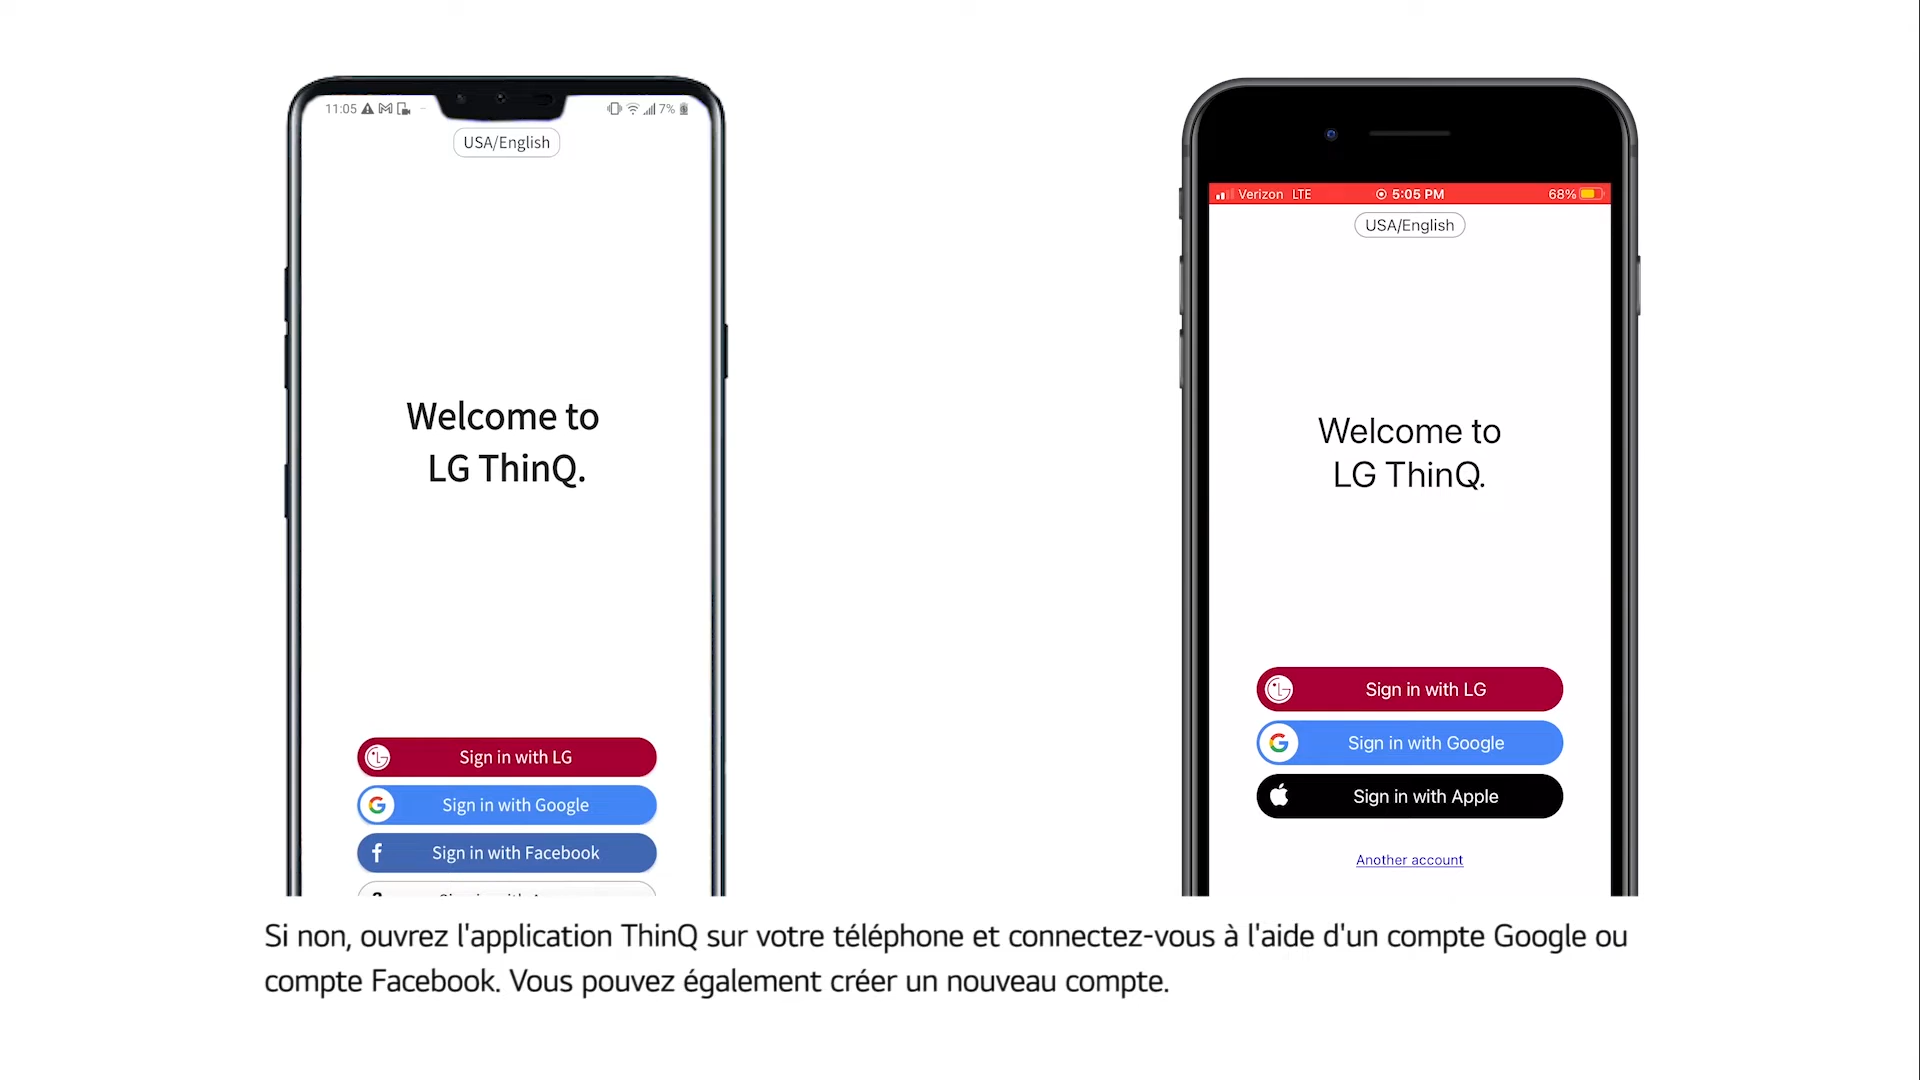 11:05
7%
USA/English
Welcome to
LG ThinQ.
Sign in with LG
Sign in with Google
Sign in with Facebook
Verizon LTE 5:05 PM 68%
USA/English
Welcome to
LG ThinQ.
Sign in with LG
Sign in with Google
Sign in with Apple
Another account
Si non, ouvrez l'application ThinQ sur votre téléphone et connectez-vous à l'aide d'un compte Google ou
compte Facebook. Vous pouvez également créer un nouveau compte.